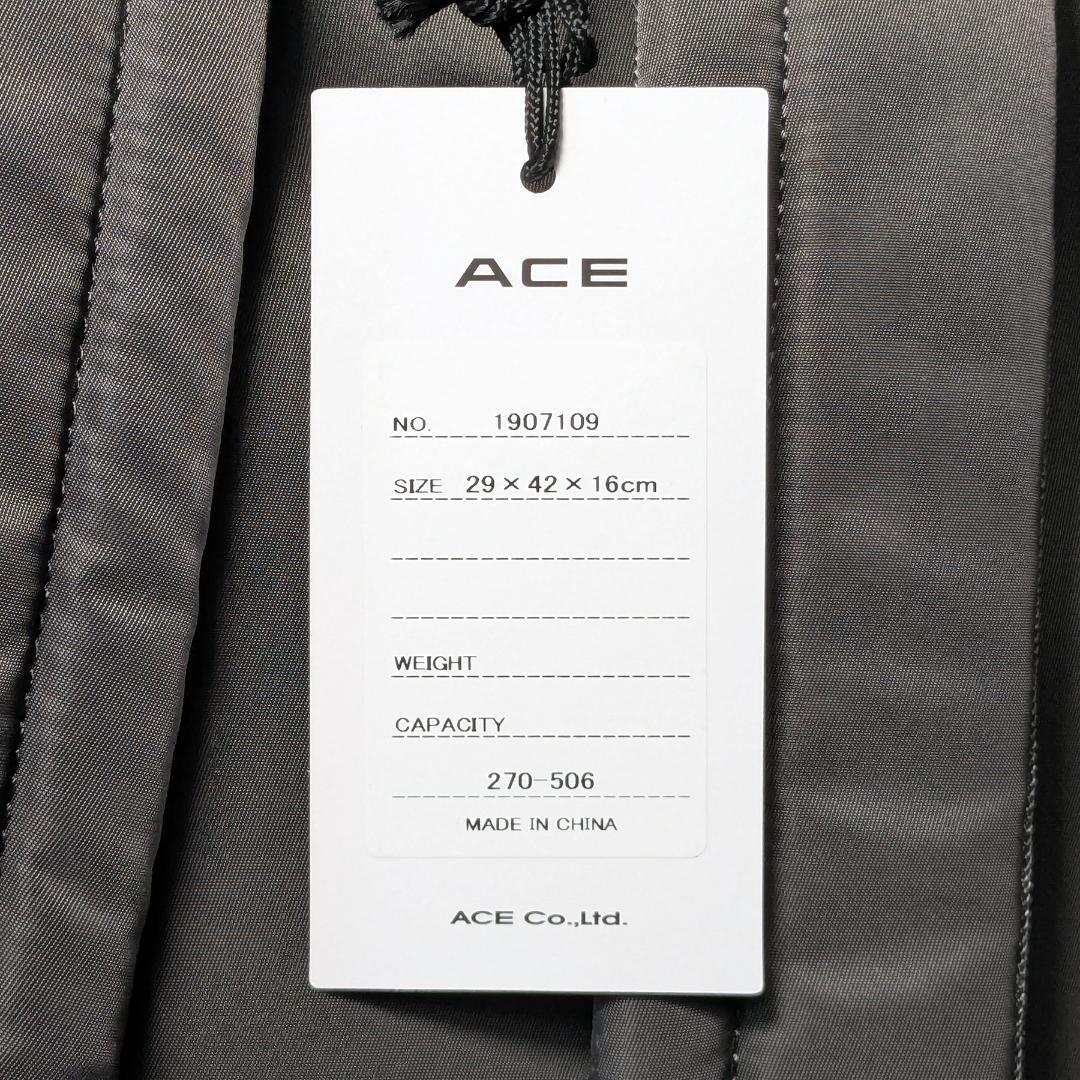 ACE
NO. 1907109
SIZE 29×42×16cm
WEIGHT
CAPACITY
270-506
MADE IN CHINA
ACE Co.,Ltd.